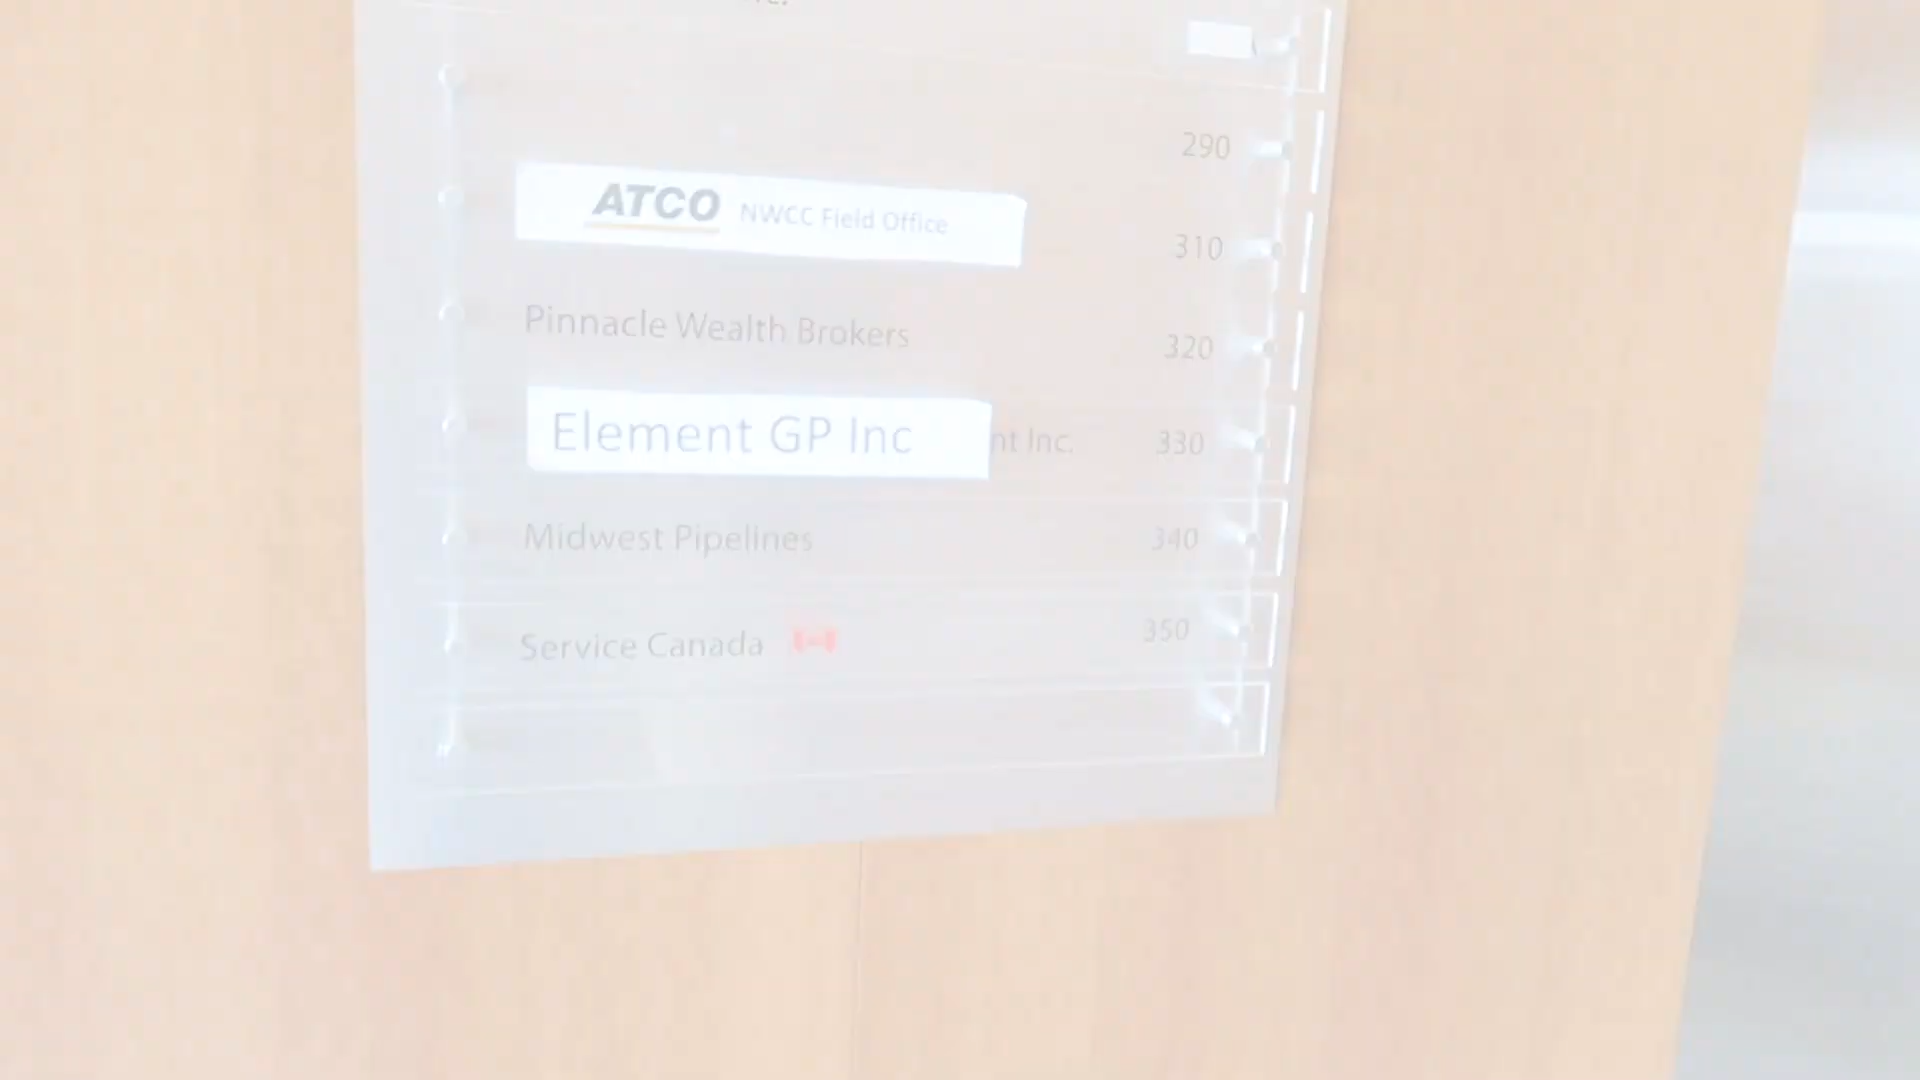 290
ATCO NWCC Field Office 310
Pinnacle Wealth Brokers 320
Element GP Inc nt Inc. 330
Midwest Pipelines 340
Service Canada 350